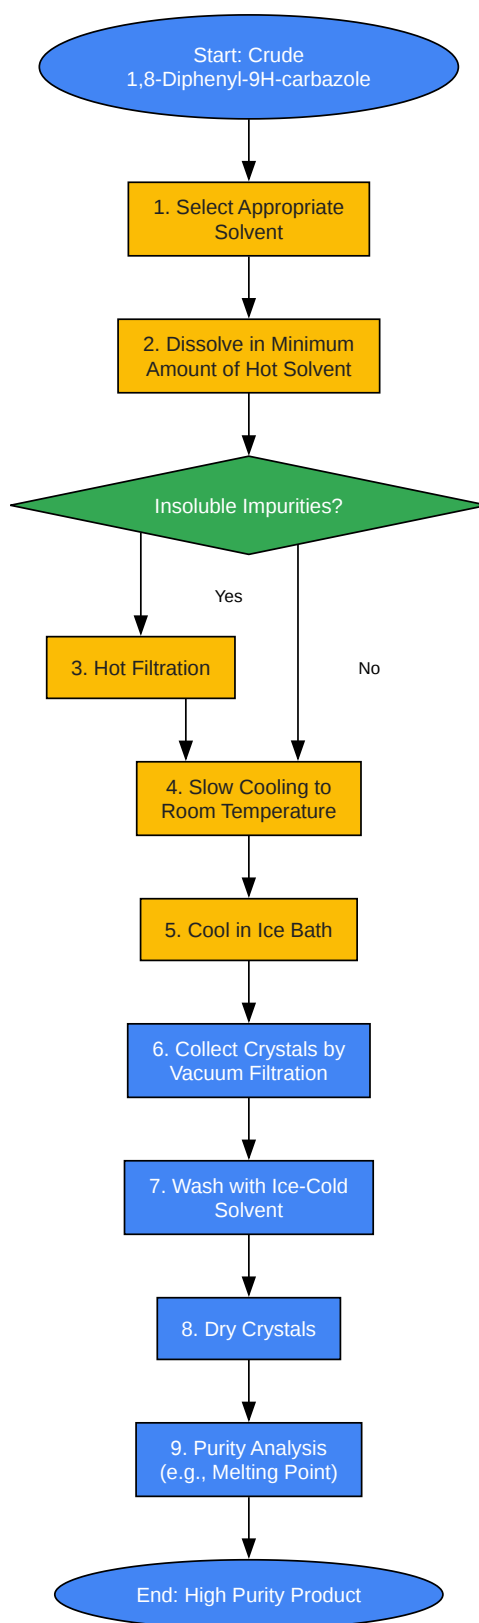 Start: Crude
1,8-Diphenyl-9H-carbazole
1. Select Appropriate
Solvent
2. Dissolve in Minimum
Amount of Hot Solvent
Insoluble Impurities?
Yes
3. Hot Filtration
No
4. Slow Cooling to
Room Temperature
5. Cool in Ice Bath
6. Collect Crystals by
Vacuum Filtration
7. Wash with Ice-Cold
Solvent
8. Dry Crystals
9. Purity Analysis
(e.g., Melting Point)
End: High Purity Product